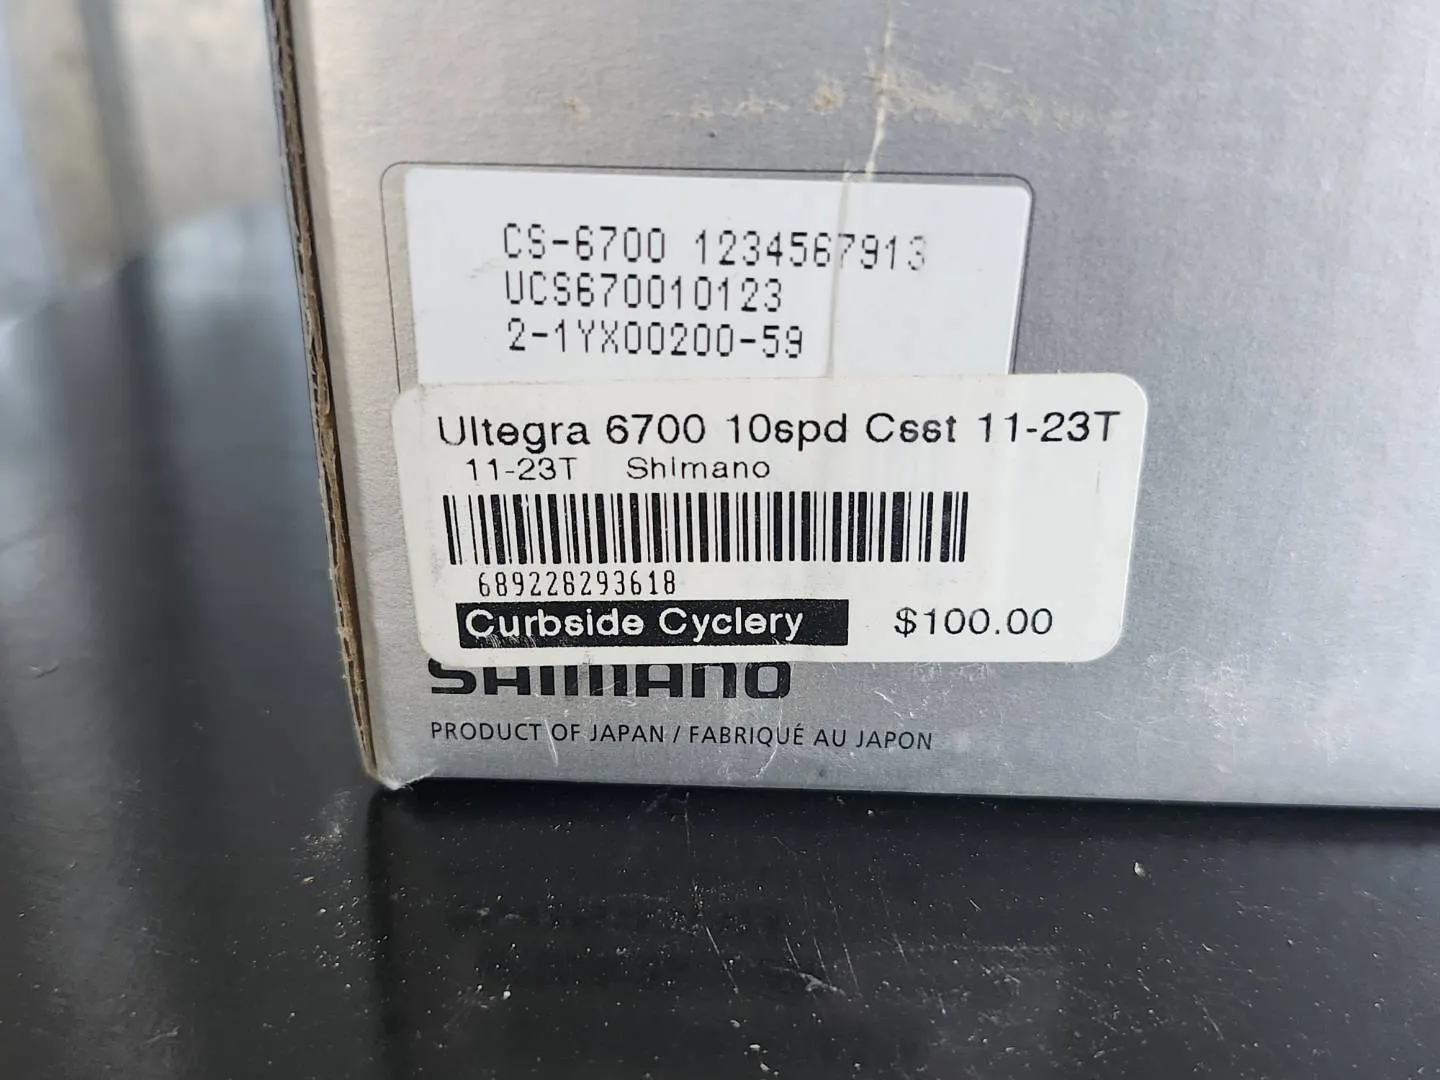 CS-6700 1234567913
UCS670010123
2-1YX00200-59
Ultegra 6700 10spd Csst 11-23T
11-23T Shimano
689228293618
Curbside Cyclery $100.00
SHIMANO
PRODUCT OF JAPAN / FABRIQUÉ AU JAPON